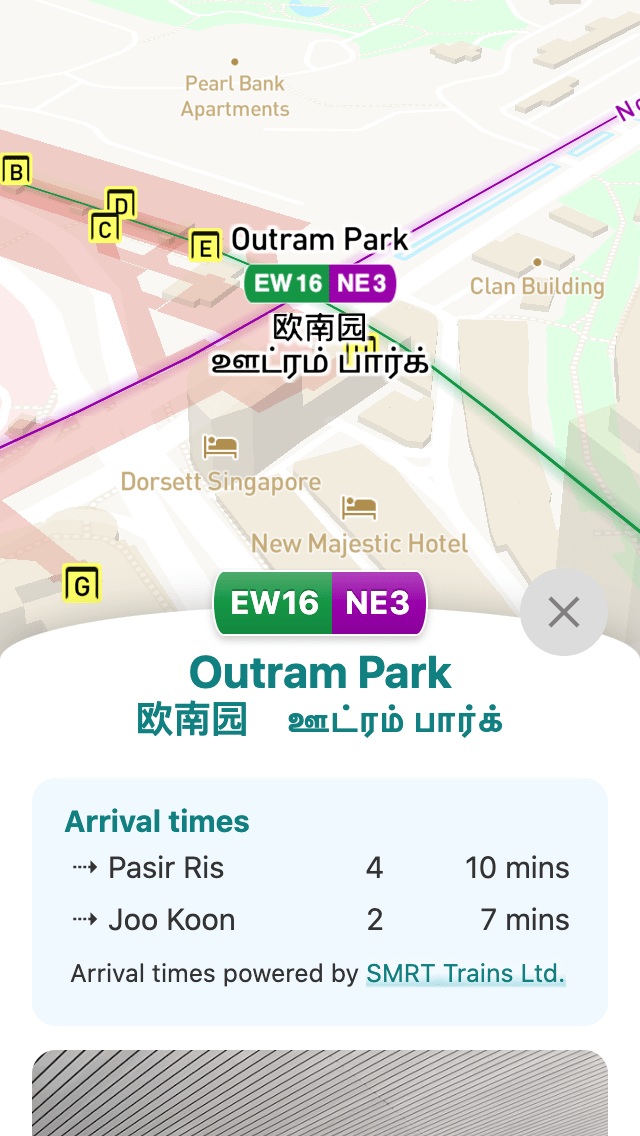 Pearl Bank
Apartments
No
B
D
C
E
Outram Park
EW16 NE3
Clan Building
欧南园
ஊட்ரம் பார்க்
Dorsett Singapore
New Majestic Hotel
G
EW16 NE3
Outram Park
欧南园 ஊட்ரம் பார்க்
Arrival times
Pasir Ris 4 10 mins
Joo Koon 2 7 mins
Arrival times powered by SMRT Trains Ltd.